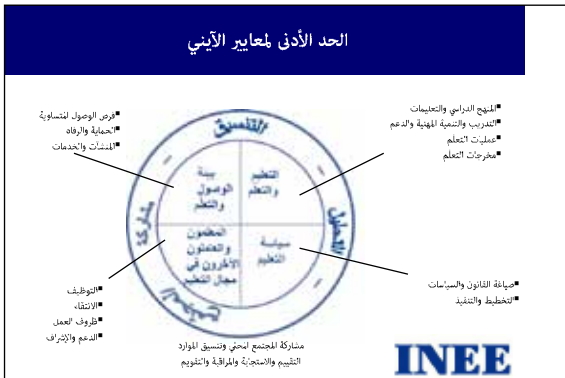 الحد الأدنى لمعايير الآيني
المنهج الدراسي والتعليمات
التدريب والتنمية المهنية والدعم
عمليات التعلم
مخرجات التعلم
فرص الوصول المتساوية
الحماية والرفاه
المنشآت والخدمات
التنسيق
التحليل
مشاركة
المجتمع
التعليم
والتعلم
بيئة
الوصول
والتعلم
سياسة
التعليم
المعلمون
والعاملون
الآخرون في
مجال التعليم
صياغة القانون والسياسات
التخطيط والتنفيذ
التوظيف
الانتقاء
ظروف العمل
الدعم والإشراف
مشاركة المجتمع المحلي وتنسيق الموارد
التقييم والاستجابة والمراقبة والتقويم
INEE